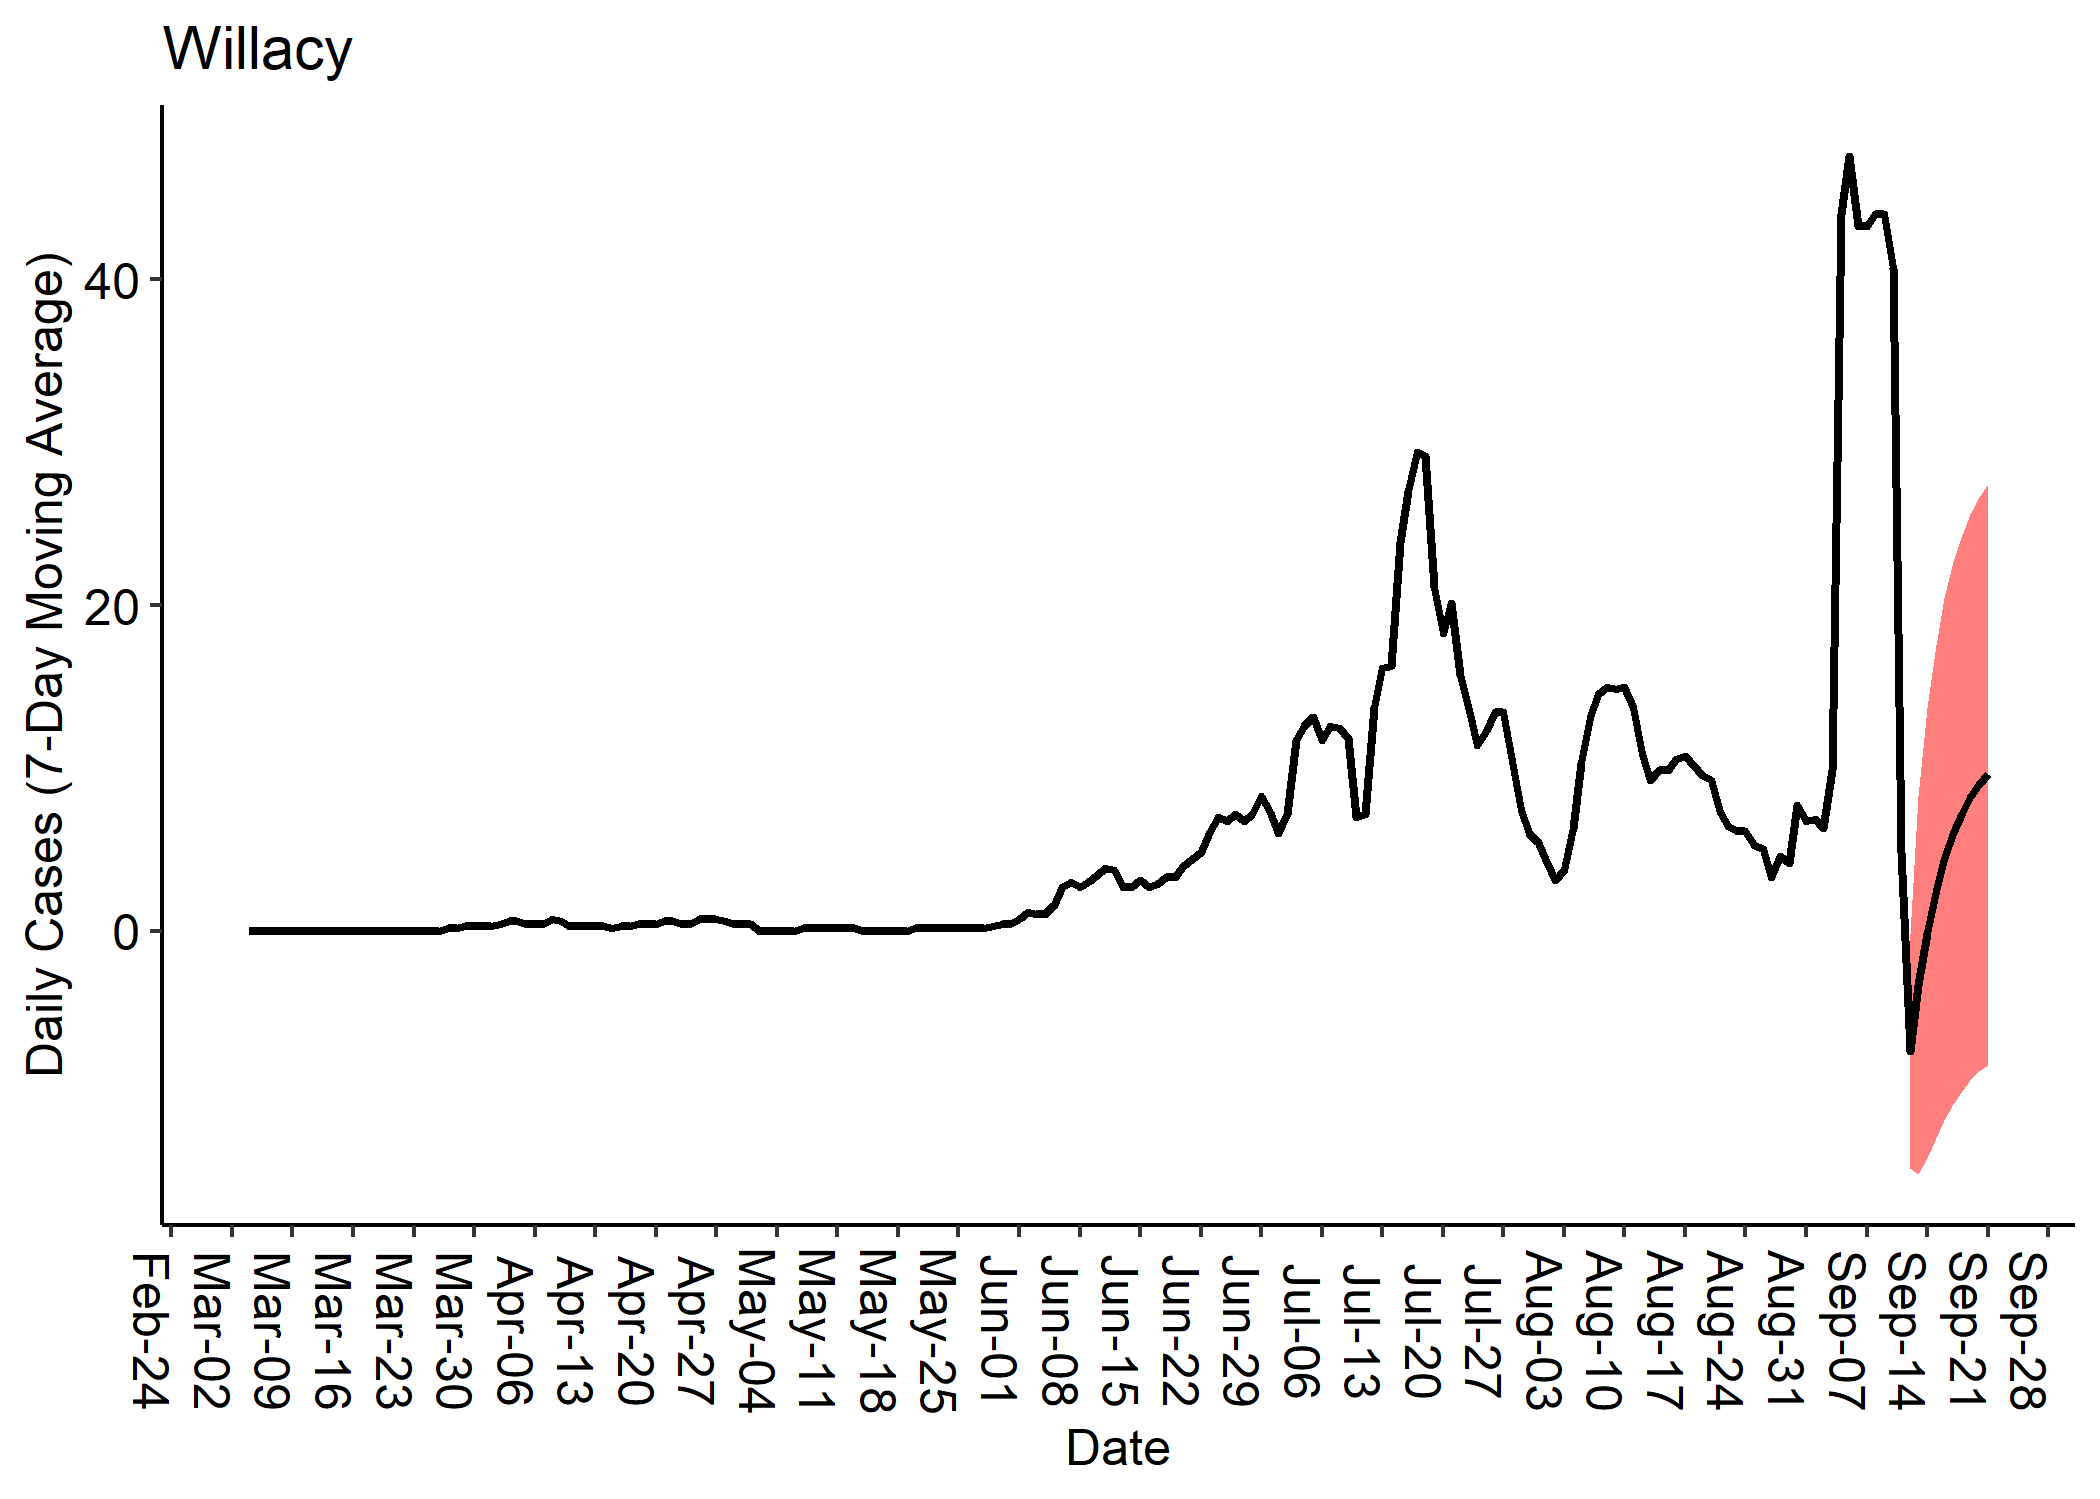 Willacy
Daily Cases (7-Day Moving Average)
40
20
0
Feb-24
Mar-02
Mar-09
Mar-16
Mar-23
Mar-30
Apr-06
Apr-13
Apr-20
Apr-27
May-04
May-11
May-18
May-25
Jun-01
Jun-08
Jun-15
Jun-22
Jun-29
Jul-06
Jul-13
Jul-20
Jul-27
Aug-03
Aug-10
Aug-17
Aug-24
Aug-31
Sep-07
Sep-14
Sep-21
Sep-28
Date